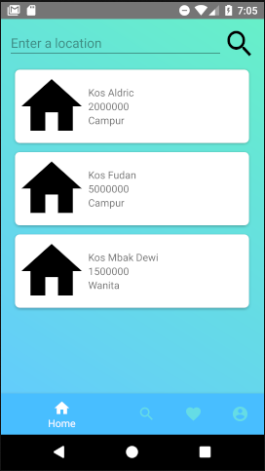 7:05
Enter a location
Kos Aldric
2000000
Campur
Kos Fudan
5000000
Campur
Kos Mbak Dewi
1500000
Wanita
Home